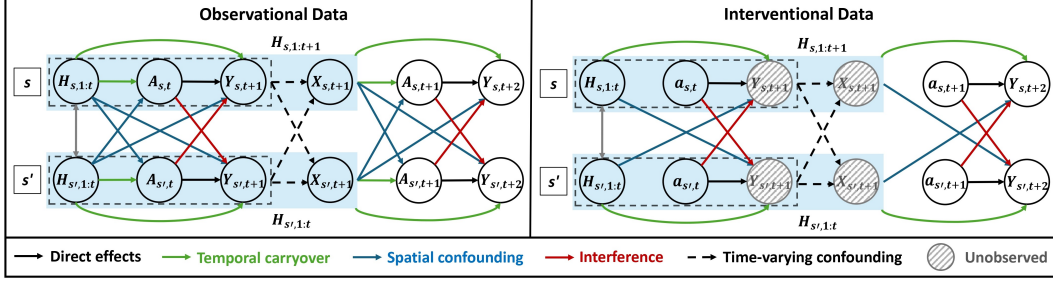 Observational Data
Interventional Data
H_{s,1:t+1}
H_{s,1:t+1}
s
H_{s,1:t}
A_{s,t}
Y_{s,t+1}
X_{s,t+1}
A_{s,t+1}
Y_{s,t+2}
s
H_{s,1:t}
a_{s,t}
Y_{s,t+1}
X_{s,t+1}
a_{s,t+1}
Y_{s,t+2}
s′
H_{s′,1:t}
A_{s′,t}
Y_{s′,t+1}
X_{s′,t+1}
A_{s′,t+1}
Y_{s′,t+2}
s′
H_{s′,1:t}
a_{s′,t}
Y_{s′,t+1}
X_{s′,t+1}
a_{s′,t+1}
Y_{s′,t+2}
H_{s′,1:t}
H_{s′,1:t}
Direct effects
Temporal carryover
Spatial confounding
Interference
Time-varying confounding
Unobserved